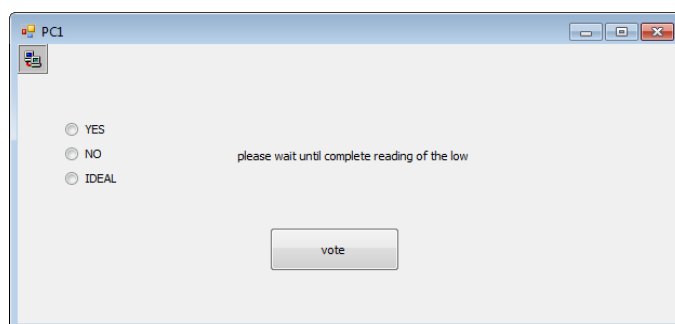 PC1
YES
NO
please wait until complete reading of the low
IDEAL
vote